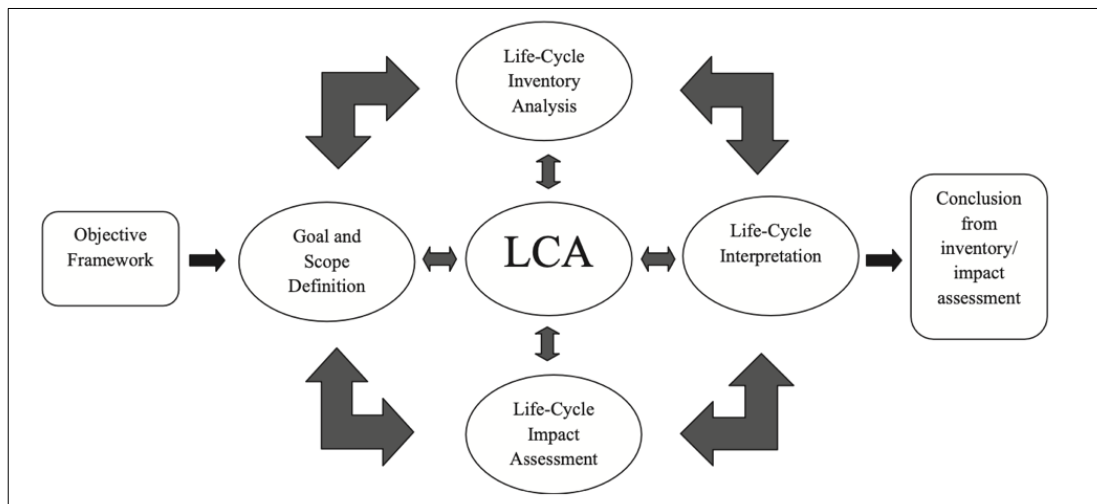 Life-Cycle
Inventory
Analysis
Objective
Framework
Goal and
Scope
Definition
LCA
Life-Cycle
Interpretation
Conclusion
from
inventory/
impact
assessment
Life-Cycle
Impact
Assessment